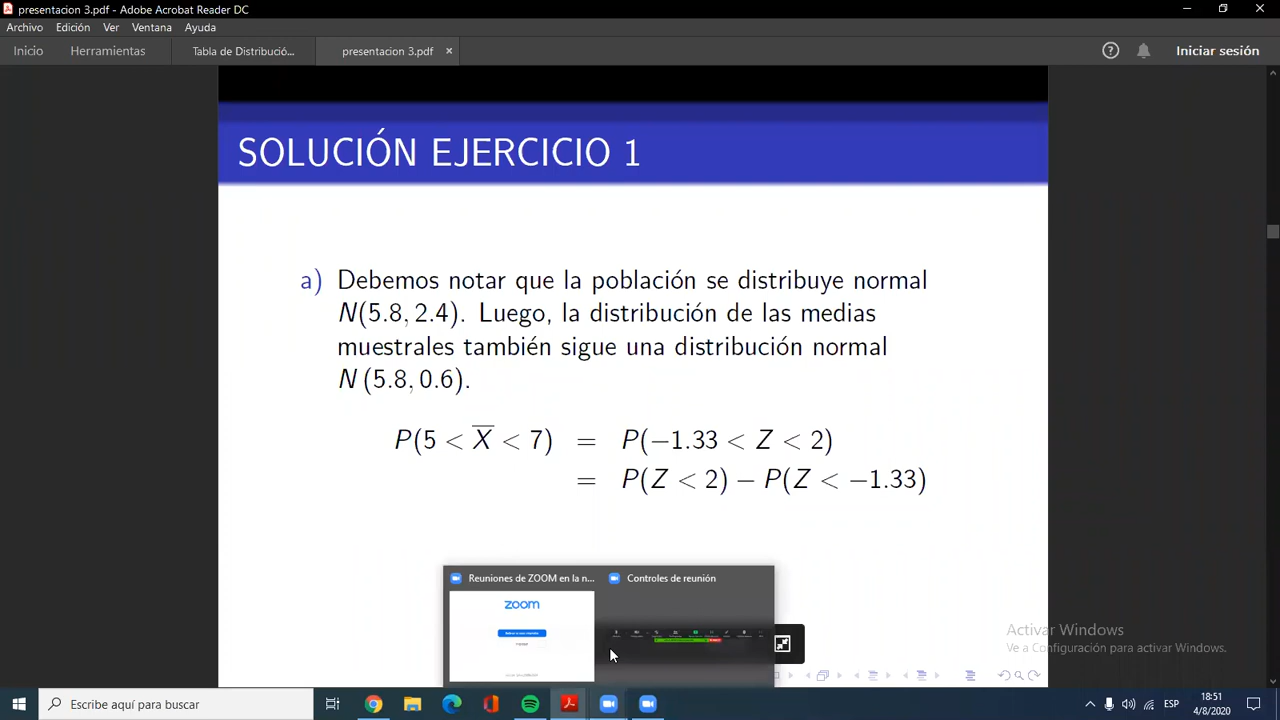 presentacion 3.pdf - Adobe Acrobat Reader DC
Archivo Edición Ver Ventana Ayuda
Inicio Herramientas Tabla de Distribució... presentacion 3.pdf × Iniciar sesión
SOLUCIÓN EJERCICIO 1
a) Debemos notar que la población se distribuye normal
N(5.8, 2.4). Luego, la distribución de las medias
muestrales también sigue una distribución normal
N (5.8, 0.6).
P(5 < X̅ < 7) = P(−1.33 < Z < 2)
= P(Z < 2) − P(Z < −1.33)
Reuniones de ZOOM en la n... Controles de reunión
zoom
Activar Windows
Ve a Configuración para activar Windows.
Escribe aquí para buscar
ESP
18:51
4/8/2020